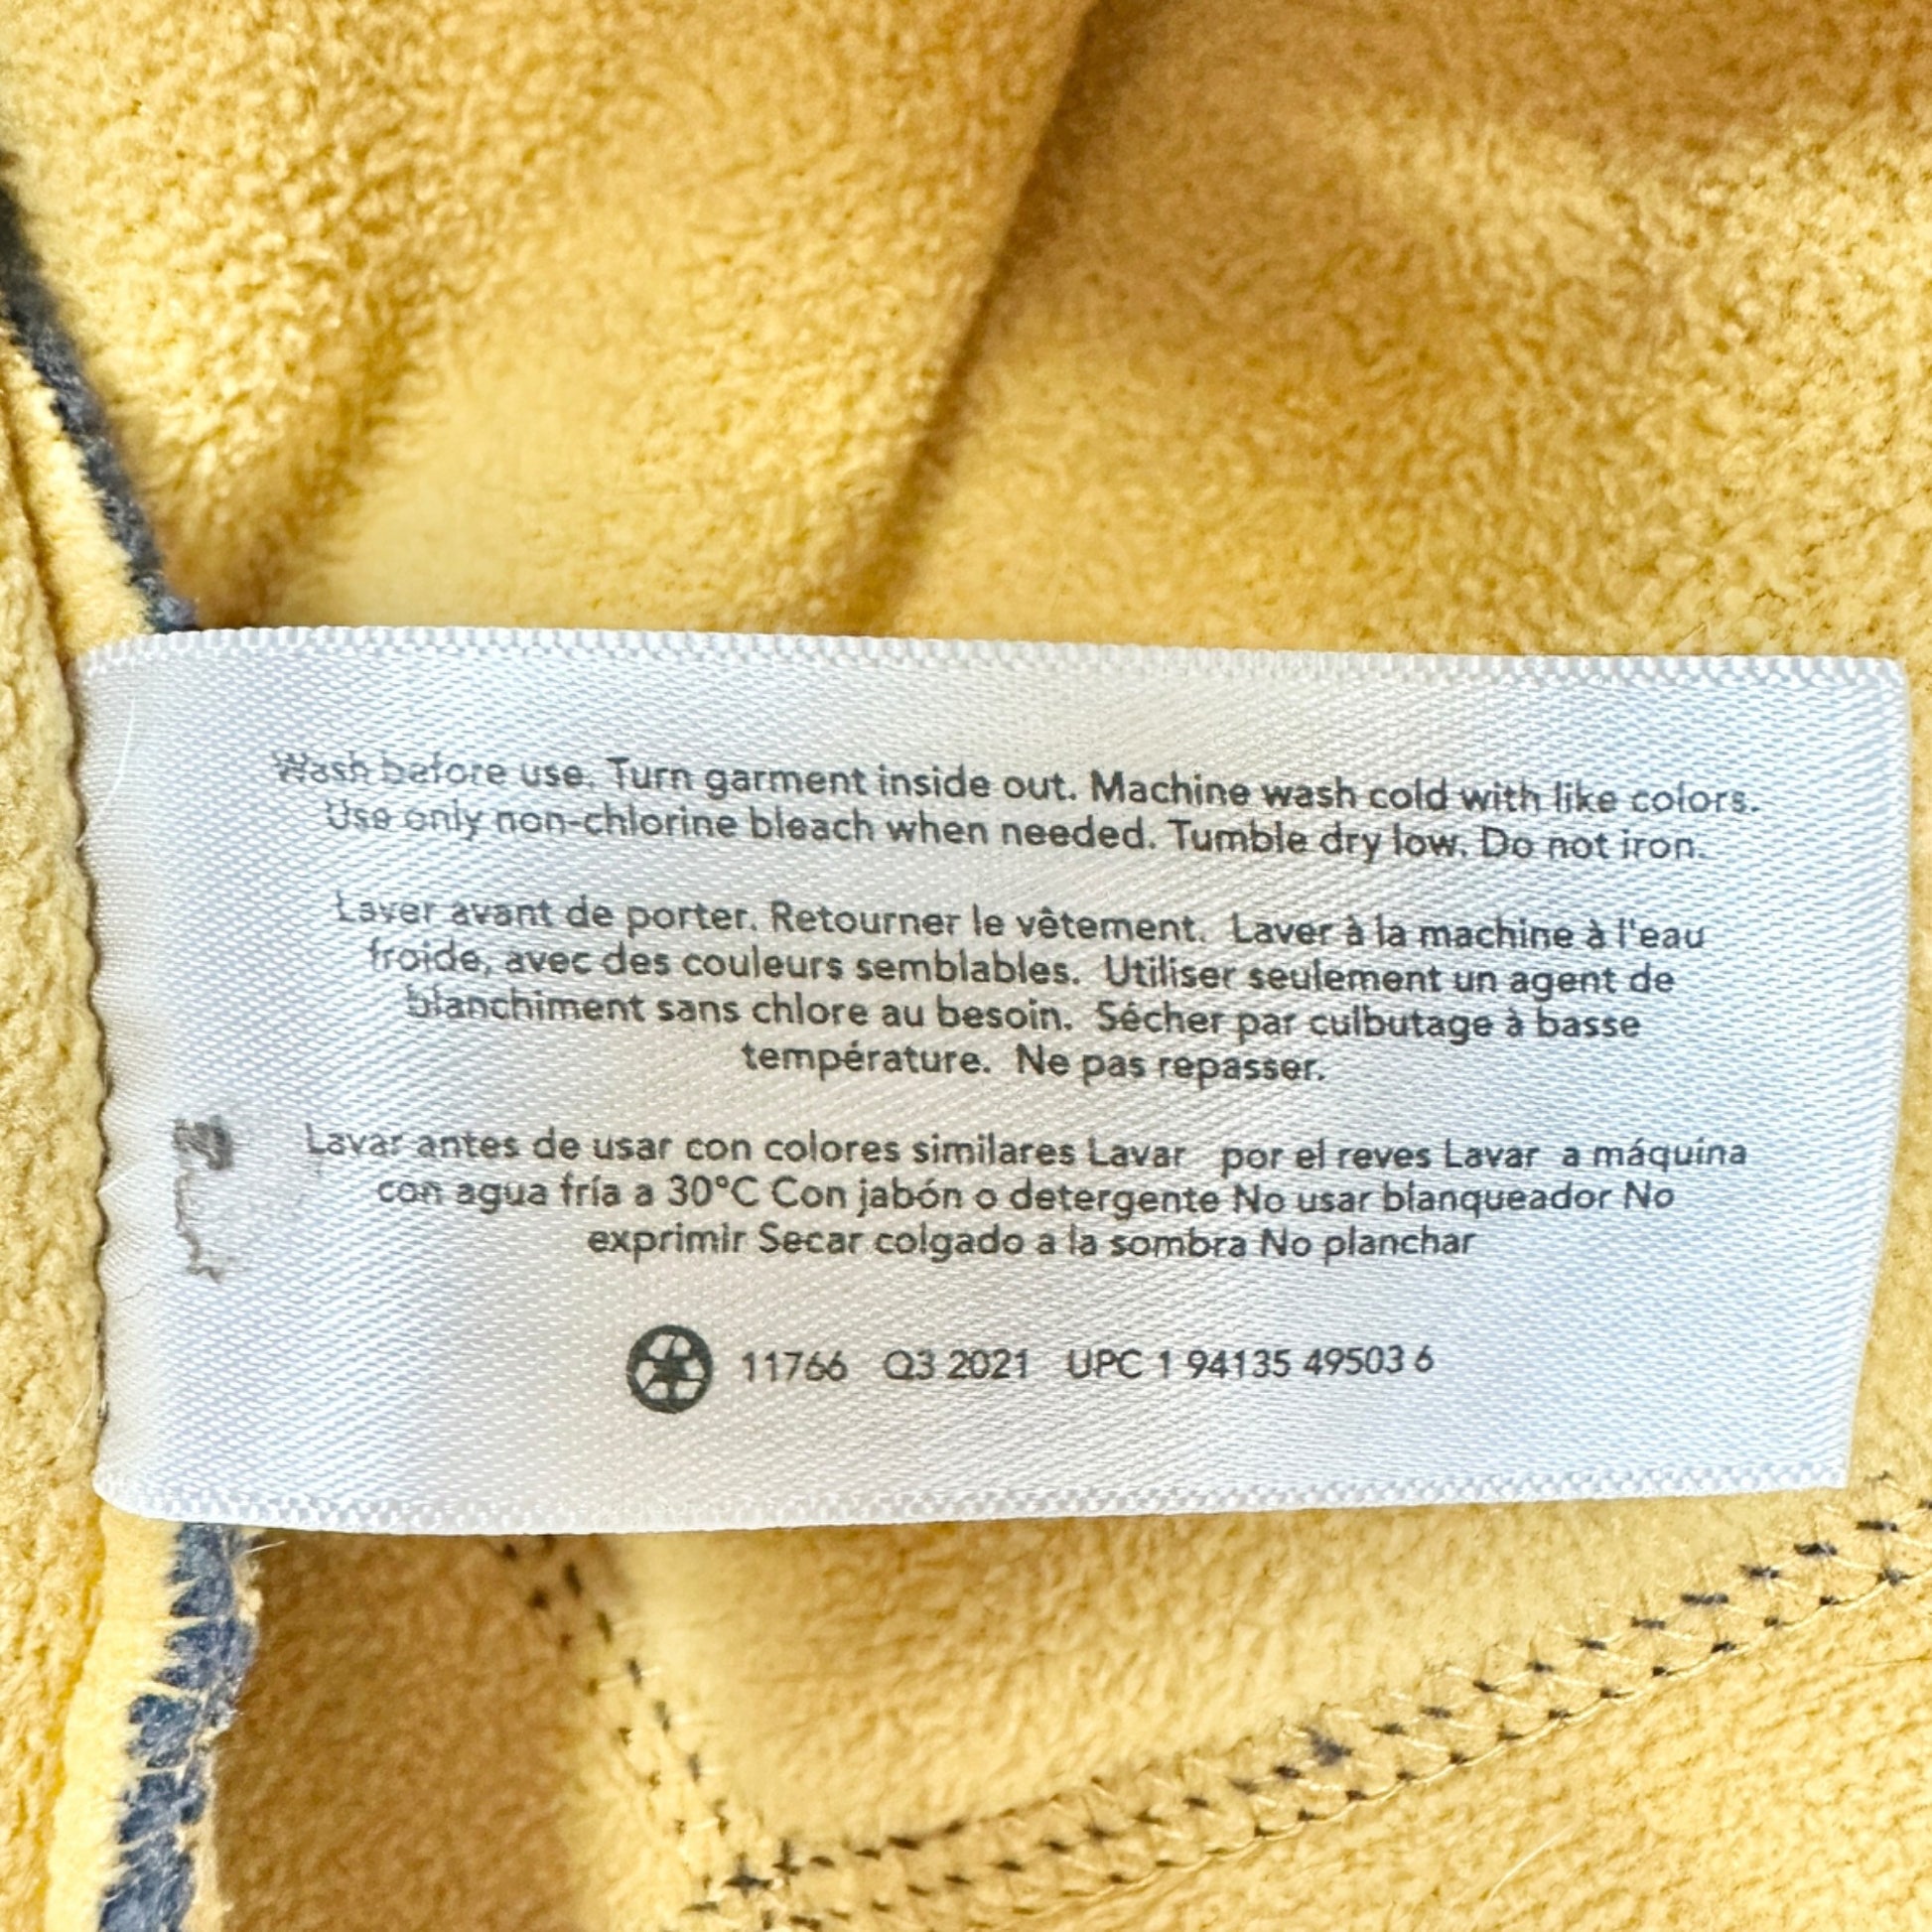 Wash before use. Turn garment inside out. Machine wash cold with like colors.
Use only non-chlorine bleach when needed. Tumble dry low. Do not iron.
Laver avant de porter. Retourner le vêtement. Laver à la machine à l'eau
froide, avec des couleurs semblables. Utiliser seulement un agent de
blanchiment sans chlore au besoin. Sécher par culbutage à basse
température. Ne pas repasser.
Lavar antes de usar con colores similares Lavar por el reves Lavar a máquina
con agua fría a 30°C Con jabón o detergente No usar blanqueador No
exprimir Secar colgado a la sombra No planchar
11766 Q3 2021 UPC 1 94135 49503 6